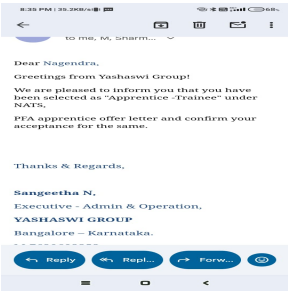 8:35 PM | 35.2KB/s
68%
to me, M, Sharm...
Dear Nagendra,
Greetings from Yashaswi Group!
We are pleased to inform you that you have
been selected as "Apprentice -Trainee" under
NATS,
PFA apprentice offer letter and confirm your
acceptance for the same.
Thanks & Regards,
Sangeetha N,
Executive - Admin & Operation,
YASHASWI GROUP
Bangalore – Karnataka.
Reply
Repl...
Forw...